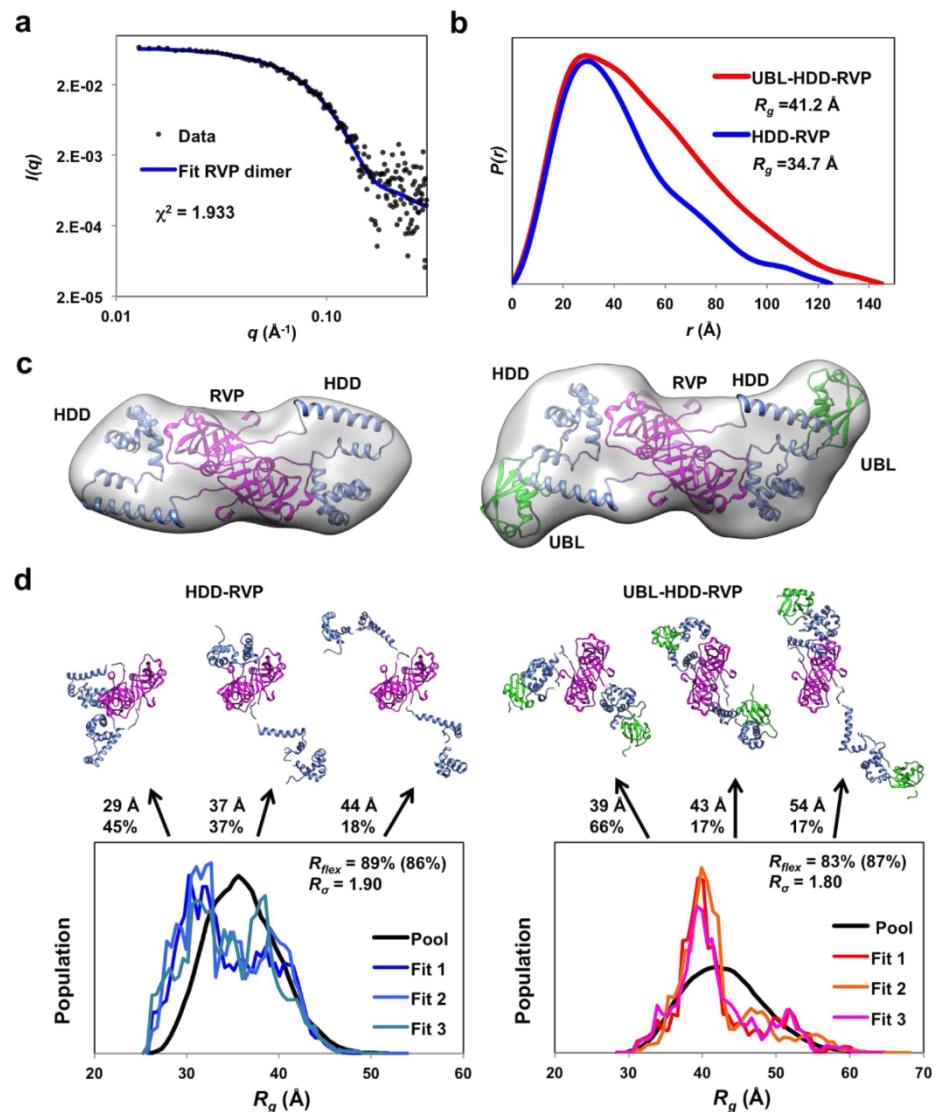 a
2.E-02
2.E-03
2.E-04
2.E-05
I(q)
Data
Fit RVP dimer
χ² = 1.933
0.01
0.10
q (Å⁻¹)
b
P(r)
UBL-HDD-RVP
Rg =41.2 Å
HDD-RVP
Rg =34.7 Å
0 20 40 60 80 100 120 140
r (Å)
c
HDD
RVP
HDD
HDD
RVP
HDD
UBL
UBL
d
HDD-RVP
29 Å
45%
37 Å
37%
44 Å
18%
Rflex = 89% (86%)
Rσ = 1.90
Pool
Fit 1
Fit 2
Fit 3
Population
20 30 40 50 60
Rg (Å)
UBL-HDD-RVP
39 Å
66%
43 Å
17%
54 Å
17%
Rflex = 83% (87%)
Rσ = 1.80
Pool
Fit 1
Fit 2
Fit 3
Population
20 30 40 50 60 70
Rg (Å)